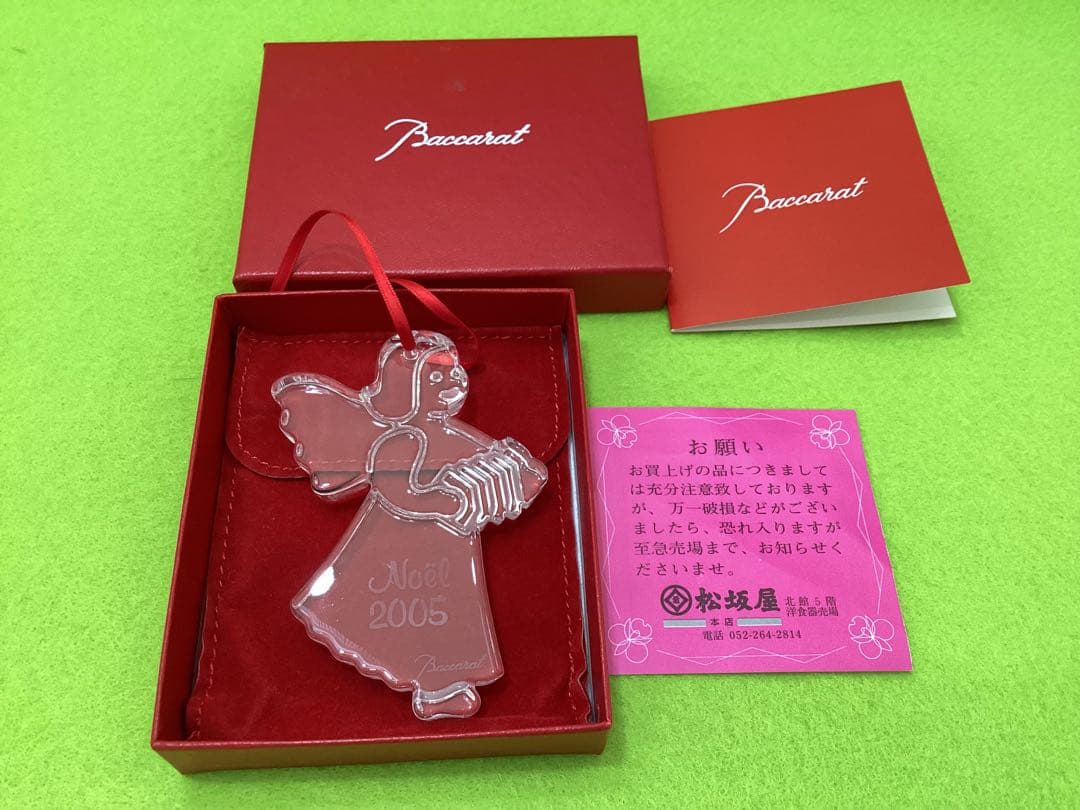 Baccarat
Baccarat
Noël
2005
Baccarat
お願い
お買上げの品につきまして
は充分注意致しております
が、万一破損などがござい
ましたら、恐れ入りますが
至急売場まで、お知らせく
ださいませ。
松坂屋
本店
北館5階
洋食器売場
電話 052-264-2814